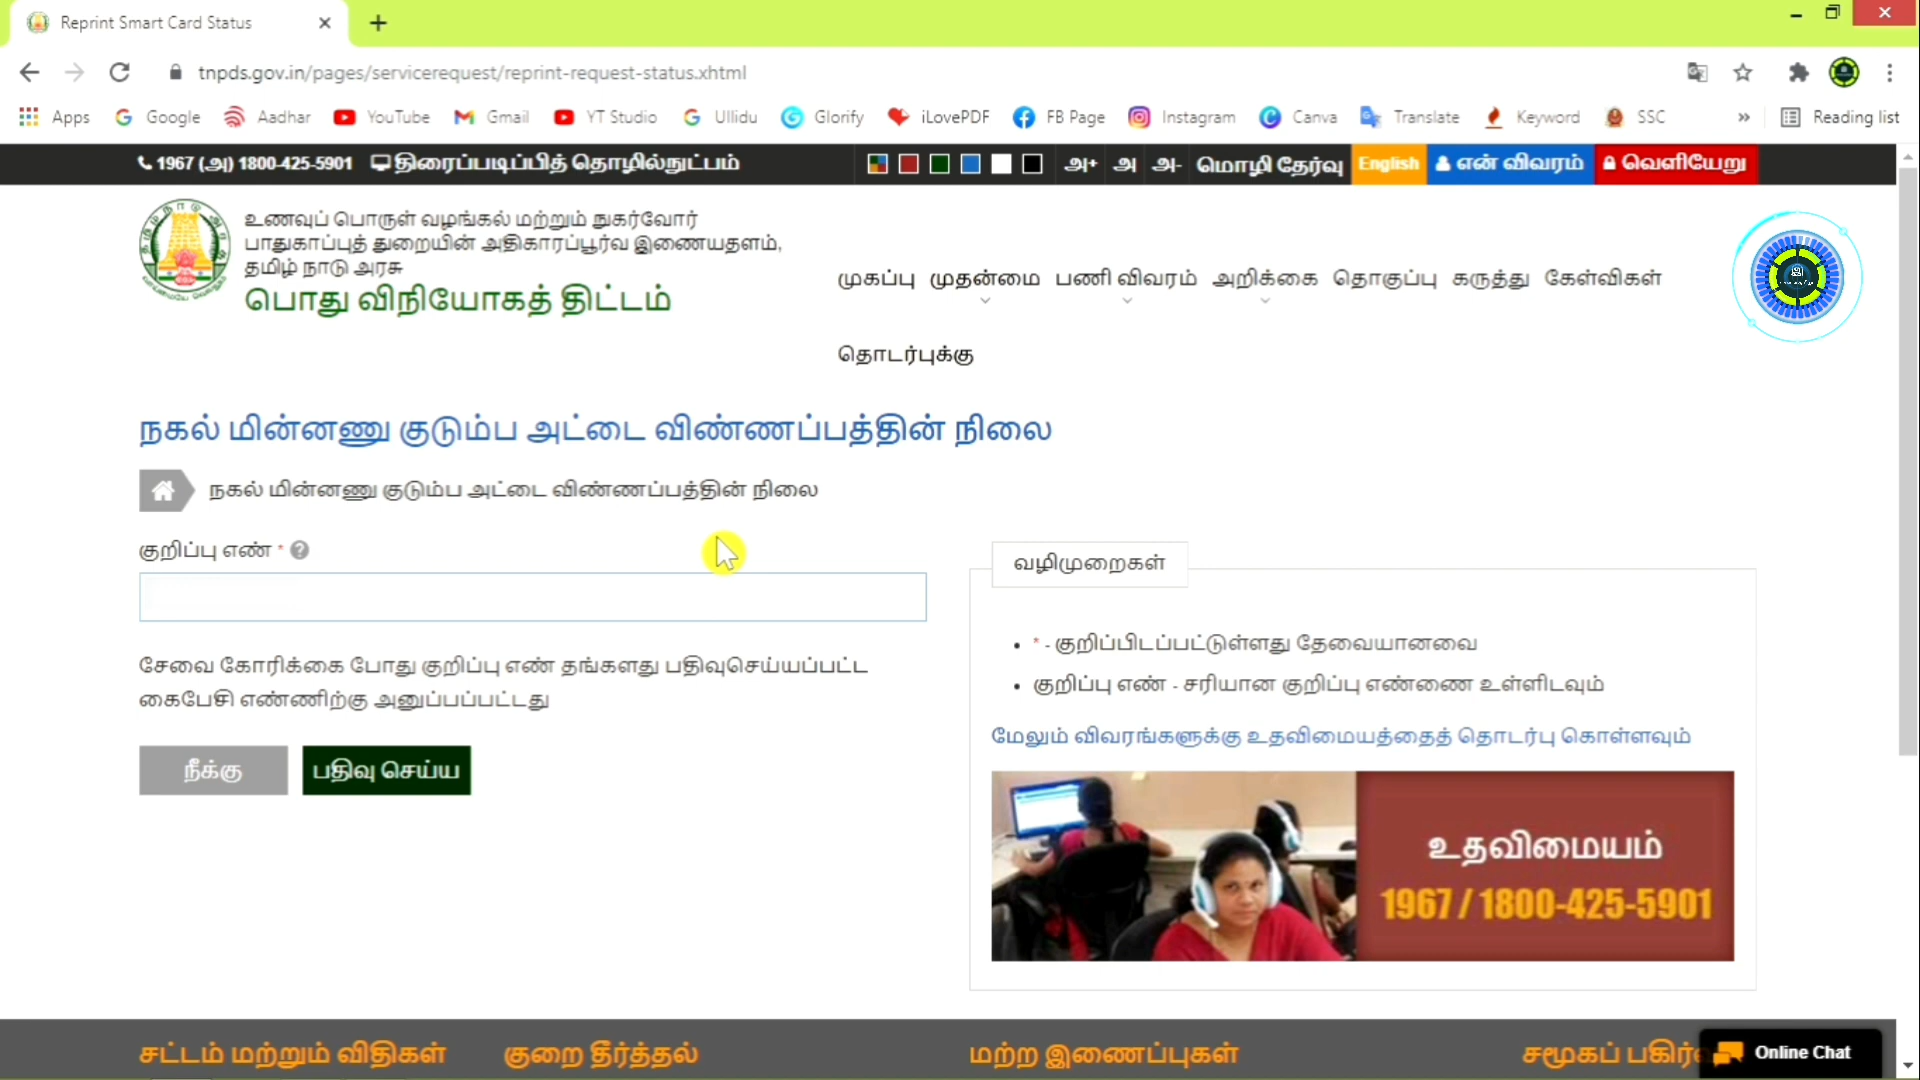 Reprint Smart Card Status
tnpds.gov.in/pages/servicerequest/reprint-request-status.xhtml
Apps Google Aadhar YouTube Gmail YT Studio Ullidu Glorify iLovePDF FB Page Instagram Canva Translate Keyword SSC » Reading list
1967 (அ) 1800-425-5901 திரைப்படிப்பித் தொழில்நுட்பம் அ+ அ அ- மொழி தேர்வு English என் விவரம் வெளியேறு
உணவுப் பொருள் வழங்கல் மற்றும் நுகர்வோர்
பாதுகாப்புத் துறையின் அதிகாரப்பூர்வ இணையதளம்,
தமிழ் நாடு அரசு
பொது விநியோகத் திட்டம்
முகப்பு முதன்மை பணி விவரம் அறிக்கை தொகுப்பு கருத்து கேள்விகள்
தொடர்புக்கு
நகல் மின்னணு குடும்ப அட்டை விண்ணப்பத்தின் நிலை
நகல் மின்னணு குடும்ப அட்டை விண்ணப்பத்தின் நிலை
குறிப்பு எண் *
சேவை கோரிக்கை போது குறிப்பு எண் தங்களது பதிவுசெய்யப்பட்ட
கைபேசி எண்ணிற்கு அனுப்பப்பட்டது
நீக்கு பதிவு செய்ய
வழிமுறைகள்
* - குறிப்பிடப்பட்டுள்ளது தேவையானவை
குறிப்பு எண் - சரியான குறிப்பு எண்ணை உள்ளிடவும்
மேலும் விவரங்களுக்கு உதவிமையத்தைத் தொடர்பு கொள்ளவும்
உதவிமையம்
1967 / 1800-425-5901
சட்டம் மற்றும் விதிகள் குறை தீர்த்தல் மற்ற இணைப்புகள் சமூகப்
Online Chat